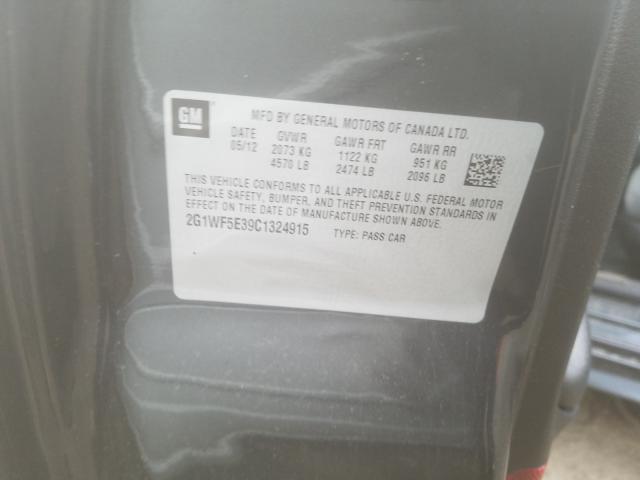 GM
MFD BY GENERAL MOTORS OF CANADA LTD.
DATE GVWR GAWR FRT GAWR RR
05/12 2073 KG 1122 KG 951 KG
4570 LB 2474 LB 2096 LB
THIS VEHICLE CONFORMS TO ALL APPLICABLE U.S. FEDERAL MOTOR
VEHICLE SAFETY, BUMPER, AND THEFT PREVENTION STANDARDS IN
EFFECT ON THE DATE OF MANUFACTURE SHOWN ABOVE.
2G1WF5E39C1324915 TYPE: PASS CAR